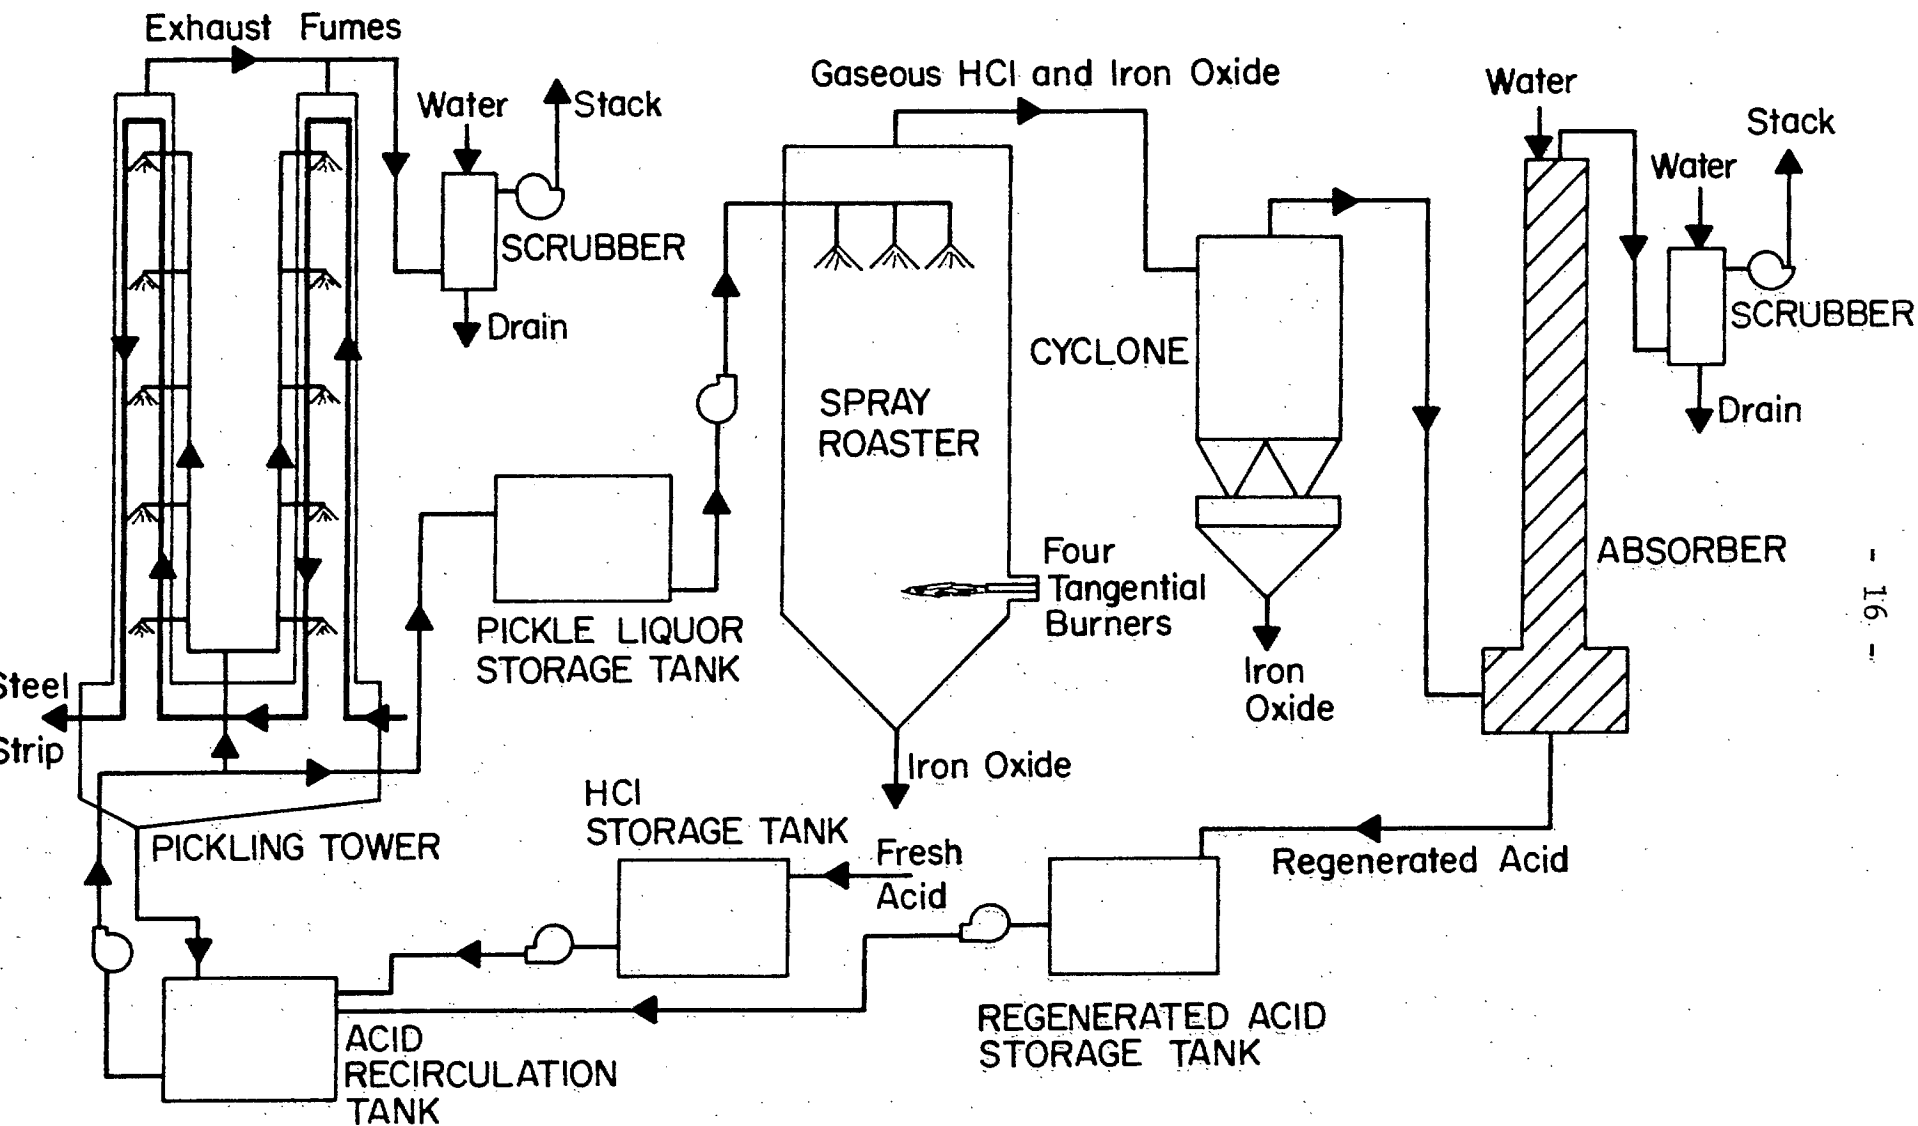 Exhaust Fumes
Gaseous HCl and Iron Oxide
Water
Stack
Water
Stack
Water
SCRUBBER
SCRUBBER
Drain
CYCLONE
Drain
SPRAY
ROASTER
ABSORBER
Four
Tangential
Burners
PICKLE LIQUOR
STORAGE TANK
Steel
Strip
Iron
Oxide
Iron Oxide
HCl
STORAGE TANK
PICKLING TOWER
Fresh
Acid
Regenerated Acid
REGENERATED ACID
STORAGE TANK
ACID
RECIRCULATION
TANK
- 16 -